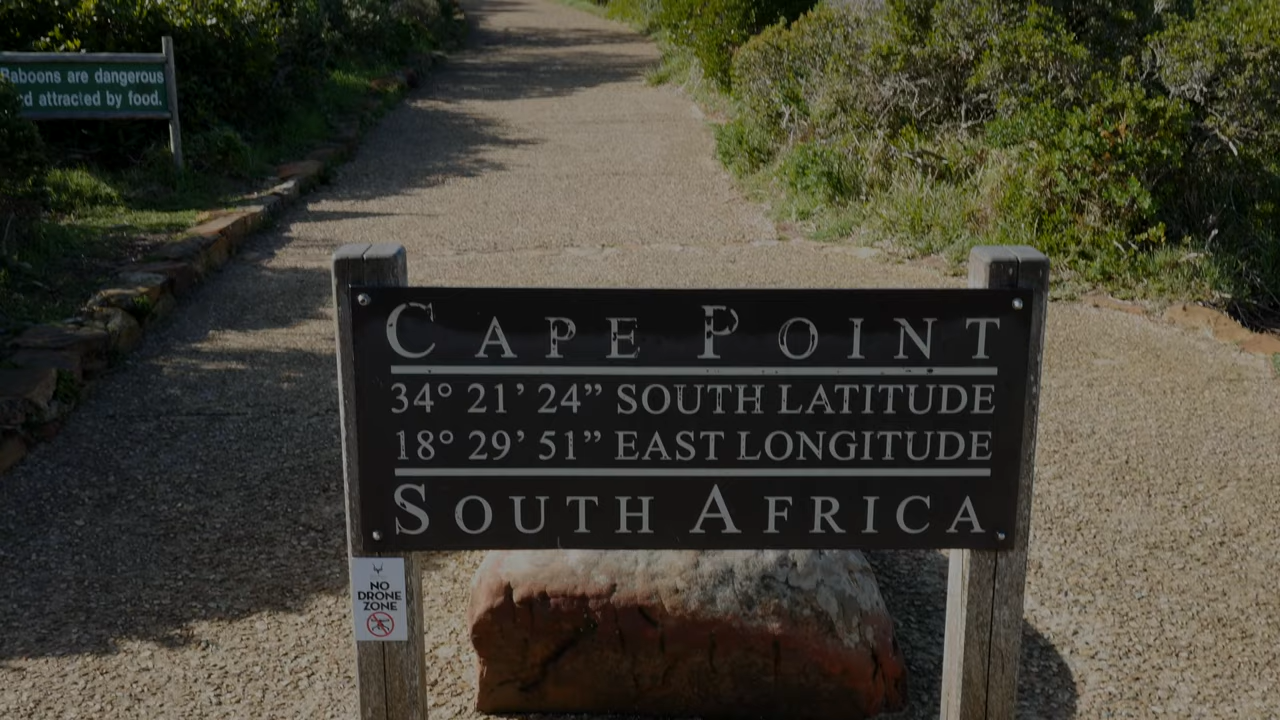 Baboons are dangerous
attracted by food.
CAPE POINT
34° 21’ 24” SOUTH LATITUDE
18° 29’ 51” EAST LONGITUDE
SOUTH AFRICA
NO
DRONE
ZONE